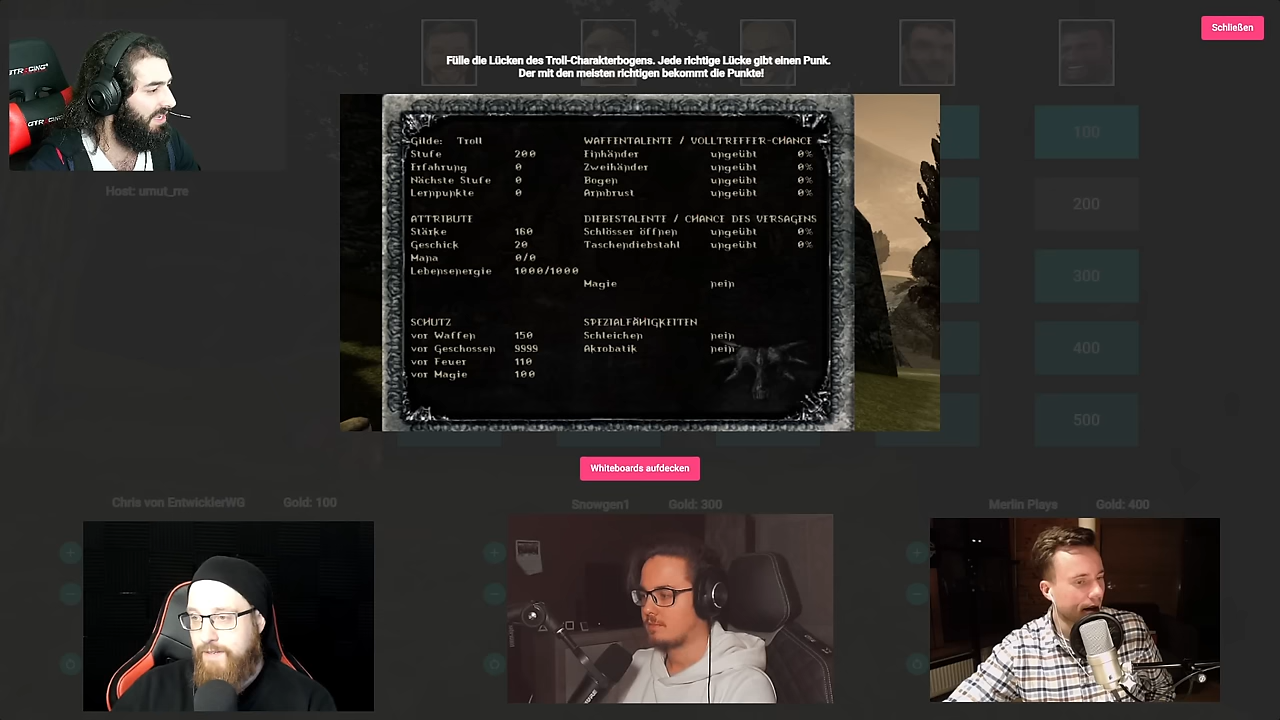 Schließen
Fülle die Lücken des Troll-Charakterbogens. Jede richtige Lücke gibt einen Punk.
Der mit den meisten richtigen bekommt die Punkte!
GTRACING
GTRACING
Host: umut_rre
Gilde: Troll
Stufe 200
Erfahrung 0
Nächste Stufe 0
Lernpunkte 0
WAFFENTALENTE / VOLLTREFFER-CHANCE
Einhänder ungeübt 0%
Zweihänder ungeübt 0%
Bogen ungeübt 0%
Armbrust ungeübt 0%
ATTRIBUTE
Stärke 160
Geschick 20
Mana 0/0
Lebensenergie 1000/1000
DIEBESTALENTE / CHANCE DES VERSAGENS
Schlösser öffnen ungeübt 0%
Taschendiebstahl ungeübt 0%
Magie nein
SCHUTZ
vor Waffen 150
vor Geschossen 9999
vor Feuer 110
vor Magie 100
SPEZIALFÄHIGKEITEN
Schleichen nein
Akrobatik nein
100
200
300
400
500
Whiteboards aufdecken
Chris von EntwicklerWG Gold: 100
Snowgen1 Gold: 300
Merlin Plays Gold: 400